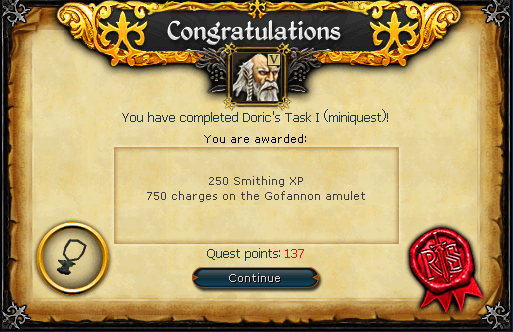 Congratulations
V
You have completed Doric's Task I (miniquest)!
You are awarded:
250 Smithing XP
750 charges on the Gofannon amulet
Quest points: 137
Continue
RS